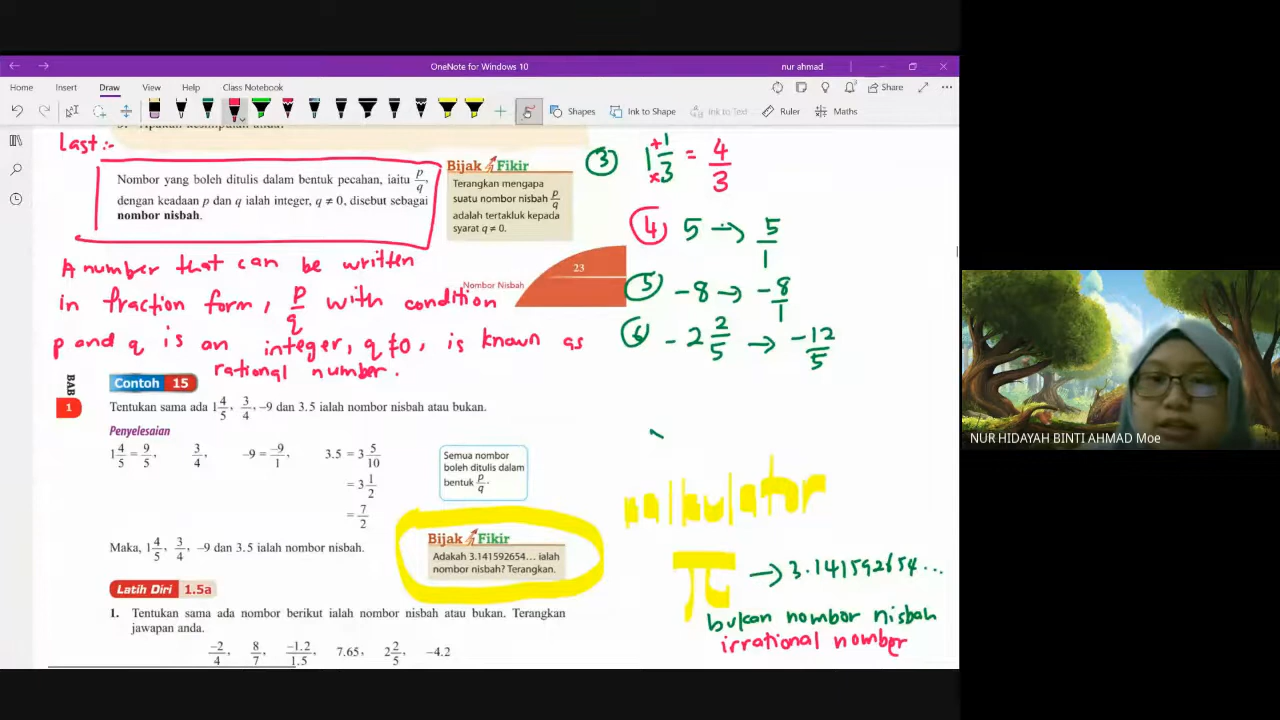 OneNote for Windows 10
nur ahmad
Home
Insert
Draw
View
Help
Class Notebook
Share
Shapes
Ink to Shape
Ink to Text
Ruler
Maths
Last :-
Nombor yang boleh ditulis dalam bentuk pecahan, iaitu p/q,
dengan keadaan p dan q ialah integer, q ≠ 0, disebut sebagai
nombor nisbah.
Bijak Fikir
Terangkan mengapa
suatu nombor nisbah p/q
adalah tertakluk kepada
syarat q ≠ 0.
23
Nombor Nisbah
A number that can be written
in fraction form, p/q with condition
p and q is an integer, q ≠ 0, is known as
rational number.
③ 1 1/3 = 4/3
④ 5 → 5/1
⑤ -8 → -8/1
⑥ -2 2/5 → -12/5
BAB
1
Contoh 15
Tentukan sama ada 1 4/5, 3/4, –9 dan 3.5 ialah nombor nisbah atau bukan.
Penyelesaian
1 4/5 = 9/5, 3/4, –9 = –9/1, 3.5 = 3 5/10
= 3 1/2
= 7/2
Semua nombor
boleh ditulis dalam
bentuk p/q.
Maka, 1 4/5, 3/4, –9 dan 3.5 ialah nombor nisbah.
Bijak Fikir
Adakah 3.141592654… ialah
nombor nisbah? Terangkan.
Latih Diri 1.5a
1. Tentukan sama ada nombor berikut ialah nombor nisbah atau bukan. Terangkan
jawapan anda.
–2/4, 8/7, –1.2/1.5, 7.65, 2 2/5, –4.2
kalkulator
π → 3.141592654...
bukan nombor nisbah
irrational number
NUR HIDAYAH BINTI AHMAD Moe